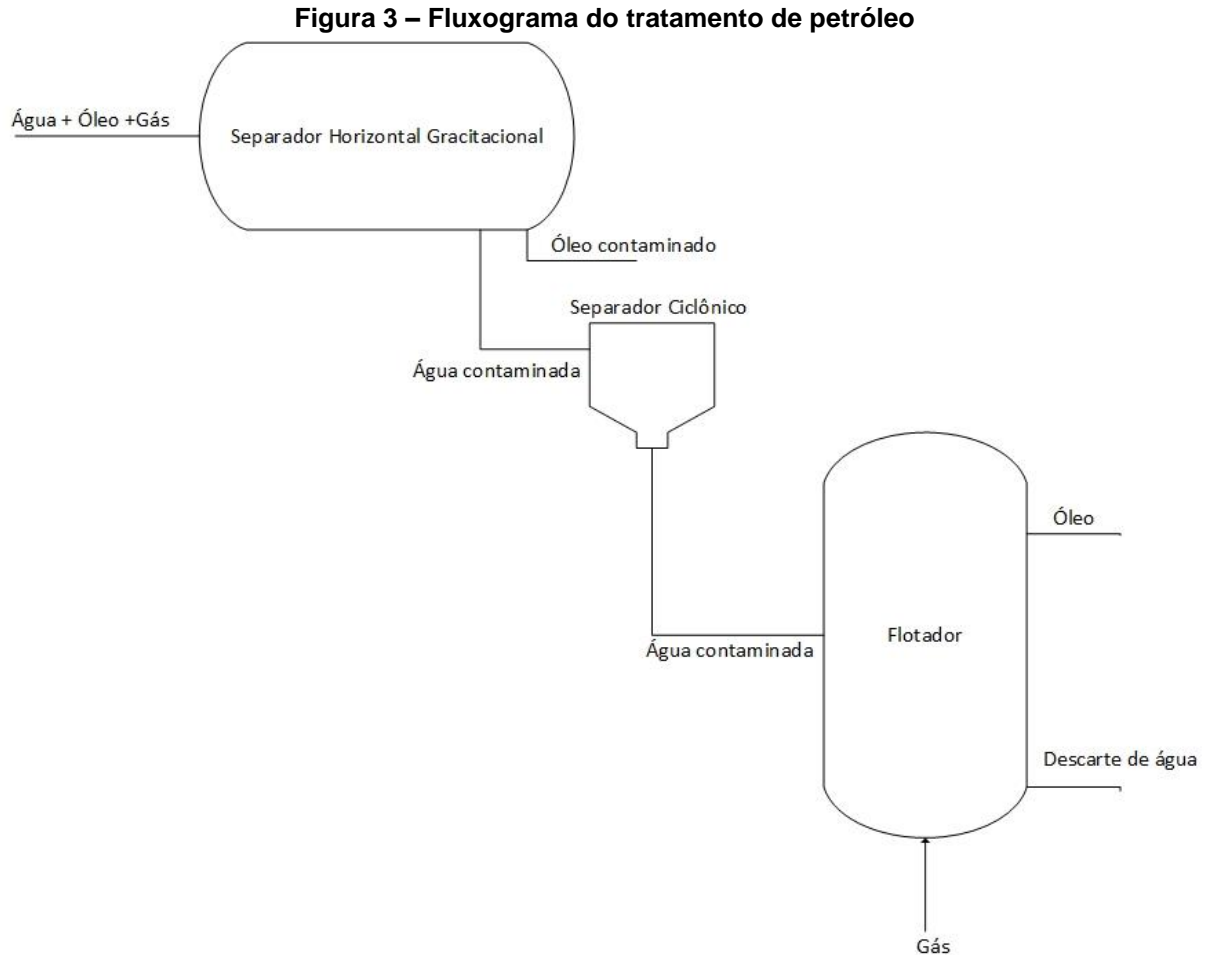 Figura 3 – Fluxograma do tratamento de petróleo
Água + Óleo +Gás
Separador Horizontal Gracitacional
Óleo contaminado
Separador Ciclônico
Água contaminada
Óleo
Flotador
Água contaminada
Descarte de água
Gás